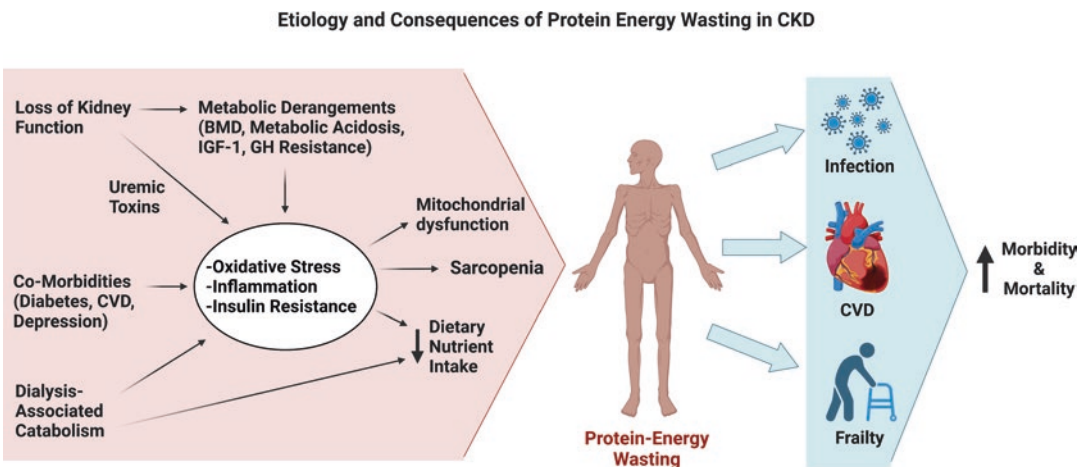 Etiology and Consequences of Protein Energy Wasting in CKD
Loss of Kidney
Function
Metabolic Derangements
(BMD, Metabolic Acidosis,
IGF-1, GH Resistance)
Uremic
Toxins
Co-Morbidities
(Diabetes, CVD,
Depression)
Dialysis-
Associated
Catabolism
-Oxidative Stress
-Inflammation
-Insulin Resistance
Mitochondrial
dysfunction
Sarcopenia
Dietary
Nutrient
Intake
Protein-Energy
Wasting
Infection
CVD
Frailty
Morbidity
&
Mortality